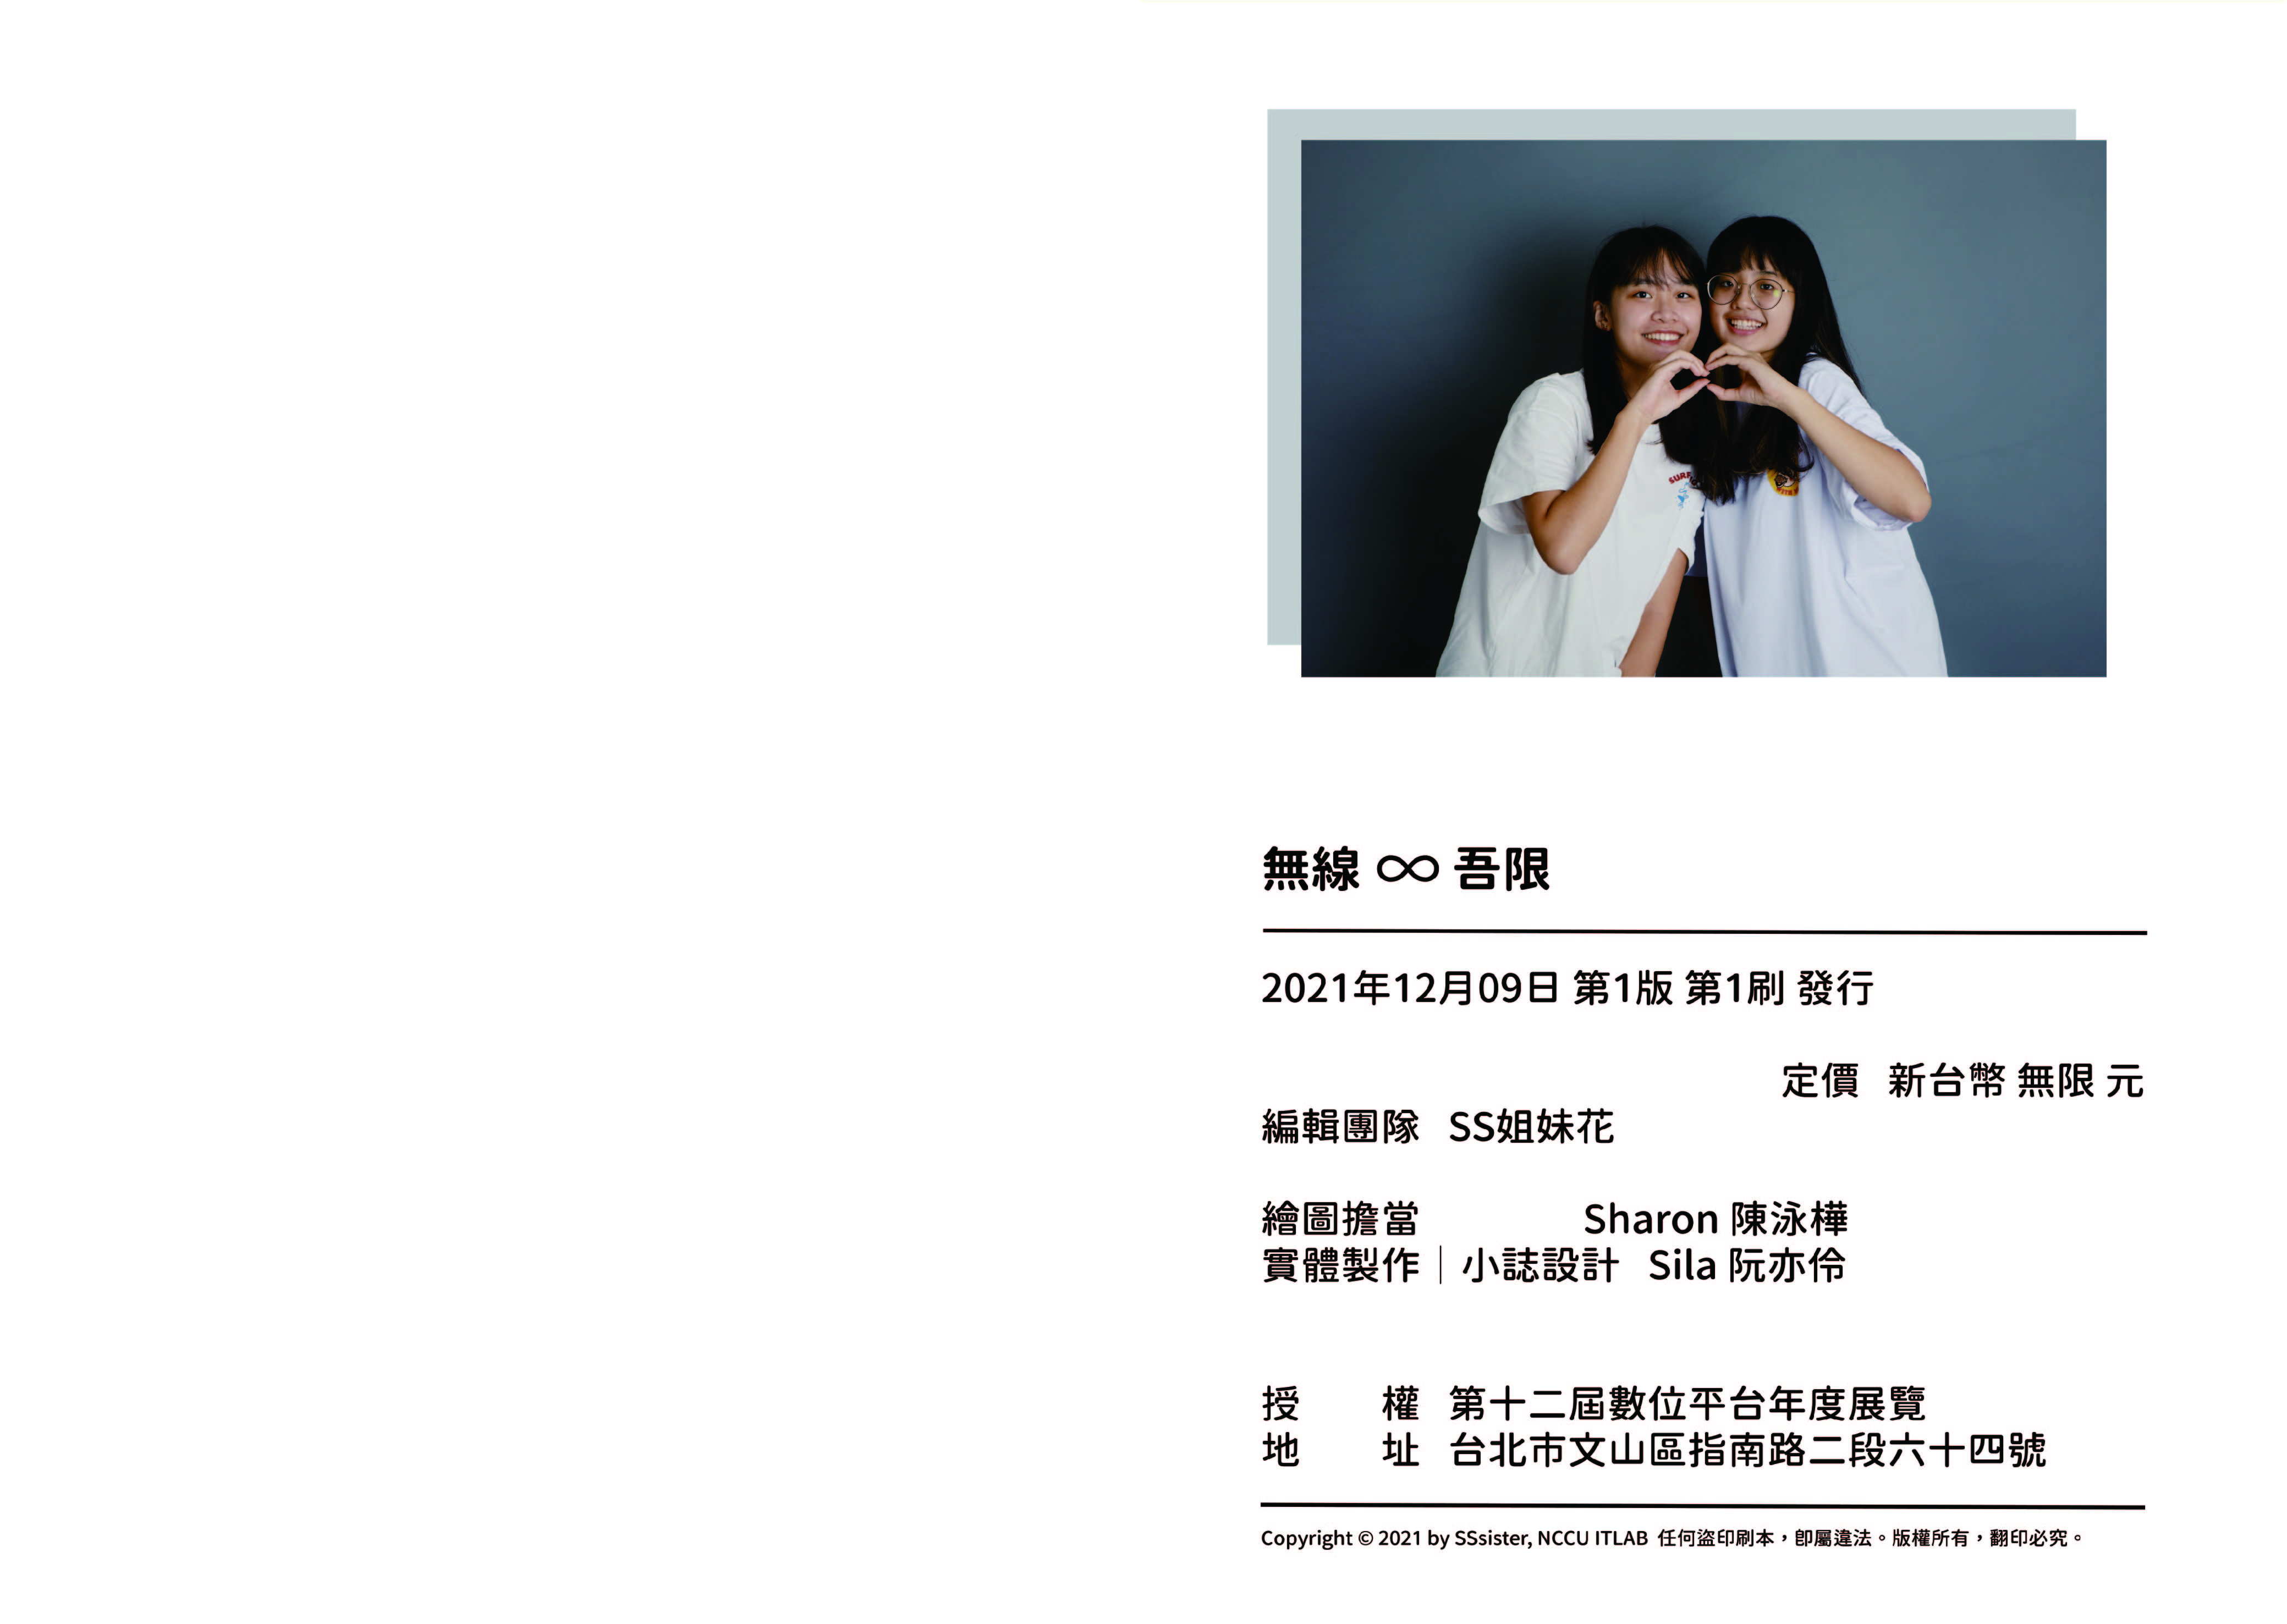 SURF
無線 ∞ 吾限
2021年12月09日 第1版 第1刷 發行
定價 新台幣 無限 元
編輯團隊 SS姐妹花
繪圖擔當 Sharon 陳泳樺
實體製作｜小誌設計 Sila 阮亦伶
授 權 第十二屆數位平台年度展覽
地 址 台北市文山區指南路二段六十四號
Copyright © 2021 by SSsister, NCCU ITLAB 任何盜印刷本，即屬違法。版權所有，翻印必究。